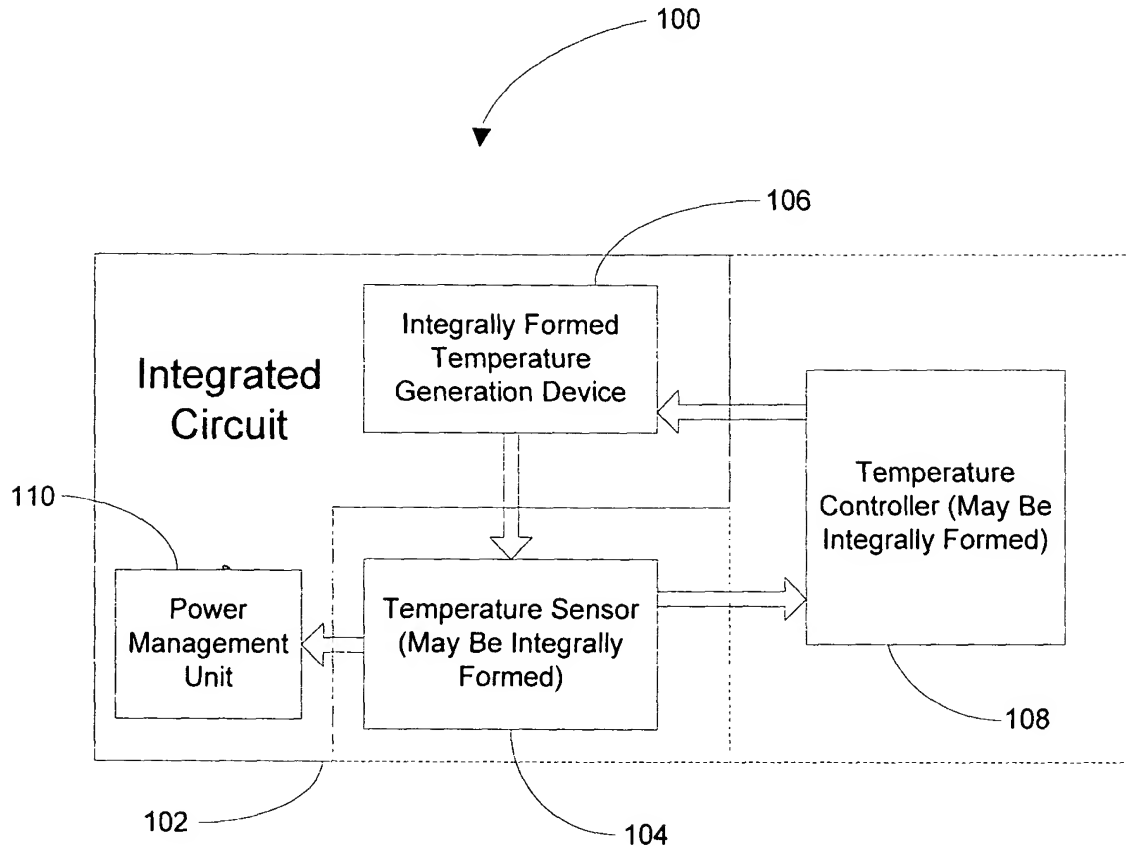 100
106
Integrally Formed
Temperature
Generation Device
Integrated
Circuit
Temperature
Controller (May Be
Integrally Formed)
110
Power
Management
Unit
Temperature Sensor
(May Be Integrally
Formed)
108
102
104